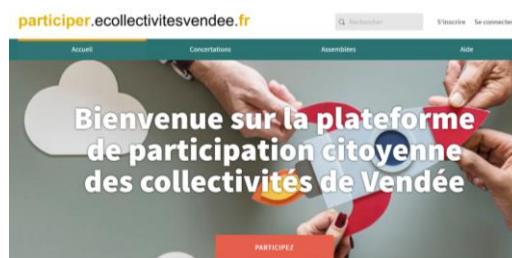 participer.ecollectivitesvendee.fr
Rechercher
S'inscrire Se connecter
Accueil Concertations Assemblées Aide
Bienvenue sur la plateforme
de participation citoyenne
des collectivités de Vendée
PARTICIPEZ